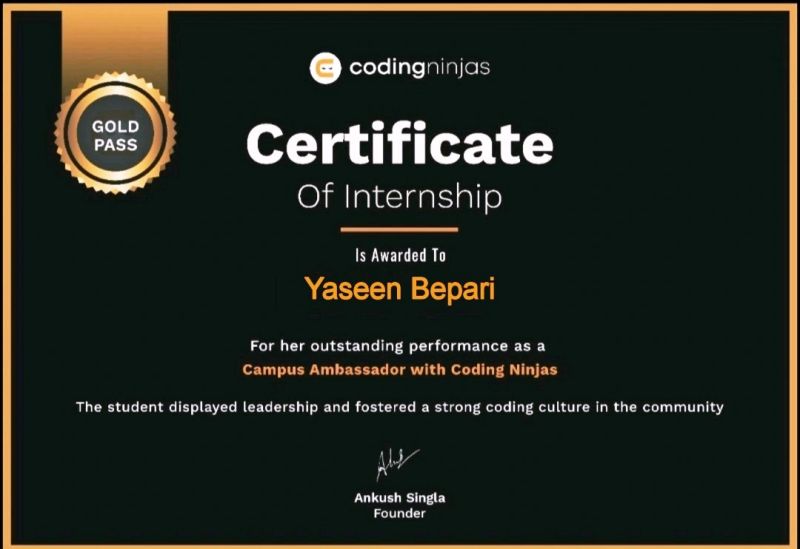 codingninjas
GOLD
PASS
Certificate
Of Internship
Is Awarded To
Yaseen Bepari
For her outstanding performance as a
Campus Ambassador with Coding Ninjas
The student displayed leadership and fostered a strong coding culture in the community
Ankush Singla
Founder